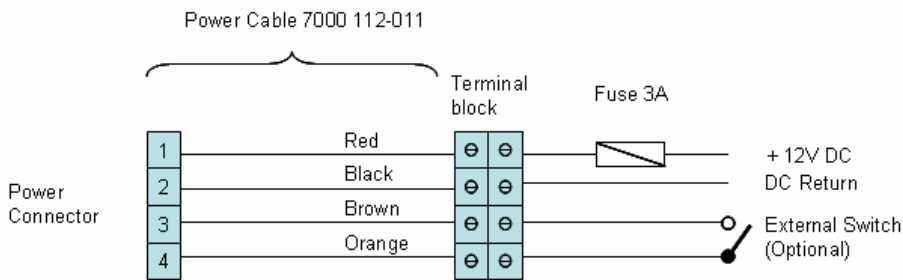 Power Cable 7000 112-011
Terminal
block
Fuse 3A
1
Red
+ 12V DC
2
Black
DC Return
Power
Connector
3
Brown
External Switch
(Optional)
4
Orange